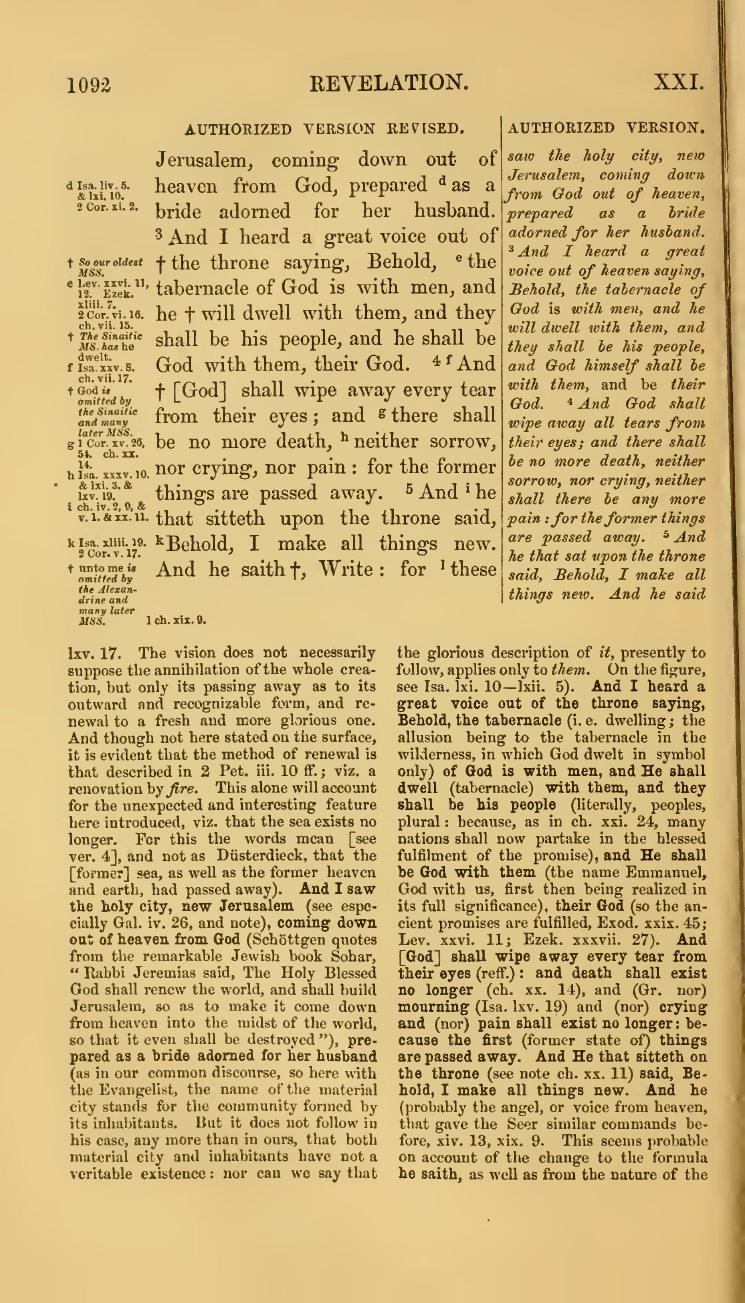 1092
REVELATION.
XXI.
AUTHORIZED VERSION REVISED.
Jerusalem, coming down out of
heaven from God, prepared d as a
bride adorned for her husband.
3 And I heard a great voice out of
† the throne saying, Behold, e the
tabernacle of God is with men, and
he † will dwell with them, and they
shall be his people, and he shall be
God with them, their God. 4 f And
† [God] shall wipe away every tear
from their eyes; and g there shall
be no more death, h neither sorrow,
nor crying, nor pain: for the former
things are passed away. 5 And i he
that sitteth upon the throne said,
k Behold, I make all things new.
And he saith †, Write: for l these
d Isa. liv. 5.
& lxi. 10.
2 Cor. xi. 2.
† So our oldest
MSS.
e Lev. xxvi. 11,
12. Ezek.
xliii. 7.
2 Cor. vi. 16.
ch. vii. 15.
† The Sinaitic
MS. has he
dwelt.
f Isa. xxv. 8.
ch. vii. 17.
† God is
omitted by
the Sinaitic
and many
later MSS.
g 1 Cor. xv. 26,
54. ch. xx.
14.
h Isa. xxxv. 10.
& lxi. 3. &
lxv. 19.
i ch. iv. 2, 9, &
v. 1. & xx. 11.
k Isa. xliii. 19.
2 Cor. v. 17.
† unto me is
omitted by
the Alexan-
drine and
many later
MSS.
l ch. xix. 9.
AUTHORIZED VERSION.
saw the holy city, new
Jerusalem, coming down
from God out of heaven,
prepared as a bride
adorned for her husband.
3 And I heard a great
voice out of heaven saying,
Behold, the tabernacle of
God is with men, and he
will dwell with them, and
they shall be his people,
and God himself shall be
with them, and be their
God. 4 And God shall
wipe away all tears from
their eyes; and there shall
be no more death, neither
sorrow, nor crying, neither
shall there be any more
pain: for the former things
are passed away. 5 And
he that sat upon the throne
said, Behold, I make all
things new. And he said
lxv. 17. The vision does not necessarily
suppose the annihilation of the whole crea-
tion, but only its passing away as to its
outward and recognizable form, and re-
newal to a fresh and more glorious one.
And though not here stated on the surface,
it is evident that the method of renewal is
that described in 2 Pet. iii. 10 ff.; viz. a
renovation by fire. This alone will account
for the unexpected and interesting feature
here introduced, viz. that the sea exists no
longer. For this the words mean [see
ver. 4], and not as Düsterdieck, that the
[former] sea, as well as the former heaven
and earth, had passed away). And I saw
the holy city, new Jerusalem (see espe-
cially Gal. iv. 26, and note), coming down
out of heaven from God (Schöttgen quotes
from the remarkable Jewish book Sohar,
"Rabbi Jeremias said, The Holy Blessed
God shall renew the world, and shall build
Jerusalem, so as to make it come down
from heaven into the midst of the world,
so that it even shall be destroyed"), pre-
pared as a bride adorned for her husband
(as in our common discourse, so here with
the Evangelist, the name of the material
city stands for the community formed by
its inhabitants. But it does not follow in
his case, any more than in ours, that both
material city and inhabitants have not a
veritable existence: nor can we say that
the glorious description of it, presently to
follow, applies only to them. On the figure,
see Isa. lxi. 10—lxii. 5). And I heard a
great voice out of the throne saying,
Behold, the tabernacle (i. e. dwelling; the
allusion being to the tabernacle in the
wilderness, in which God dwelt in symbol
only) of God is with men, and He shall
dwell (tabernacle) with them, and they
shall be his people (literally, peoples,
plural: because, as in ch. xxi. 24, many
nations shall now partake in the blessed
fulfilment of the promise), and He shall
be God with them (the name Emmanuel,
God with us, first then being realized in
its full significance), their God (so the an-
cient promises are fulfilled, Exod. xxix. 45;
Lev. xxvi. 11; Ezek. xxxvii. 27). And
[God] shall wipe away every tear from
their eyes (reff.): and death shall exist
no longer (ch. xx. 14), and (Gr. nor)
mourning (Isa. lxv. 19) and (nor) crying
and (nor) pain shall exist no longer: be-
cause the first (former state of) things
are passed away. And He that sitteth on
the throne (see note ch. xx. 11) said, Be-
hold, I make all things new. And he
(probably the angel, or voice from heaven,
that gave the Seer similar commands be-
fore, xiv. 13, xix. 9. This seems probable
on account of the change to the formula
he saith, as well as from the nature of the